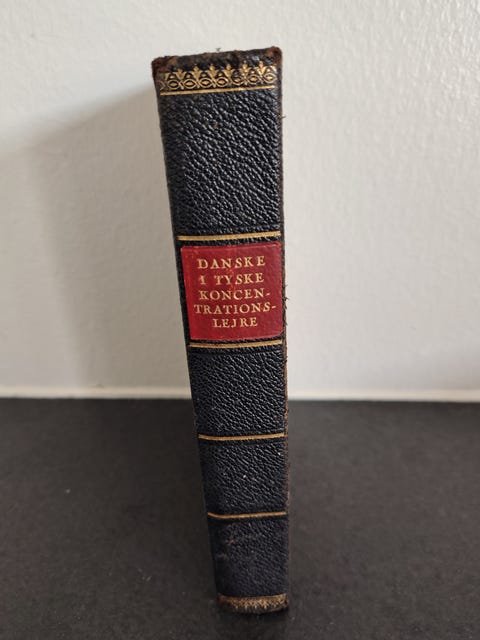 DANSKE
I TYSKE
KONCEN-
TRATIONS-
LEJRE